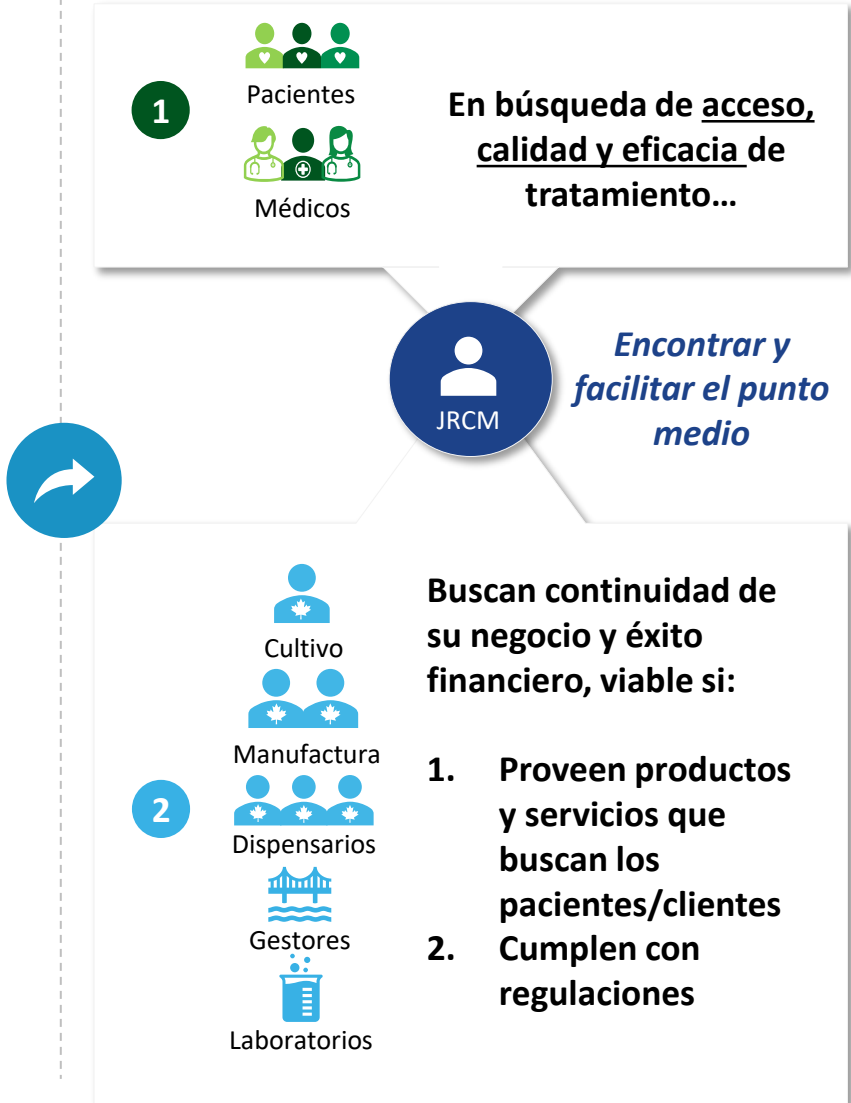 1
Pacientes
Médicos
En búsqueda de acceso,
calidad y eficacia de
tratamiento…
JRCM
Encontrar y
facilitar el punto
medio
2
Cultivo
Manufactura
Dispensarios
Gestores
Laboratorios
Buscan continuidad de
su negocio y éxito
financiero, viable si:
1. Proveen productos
y servicios que
buscan los
pacientes/clientes
2. Cumplen con
regulaciones